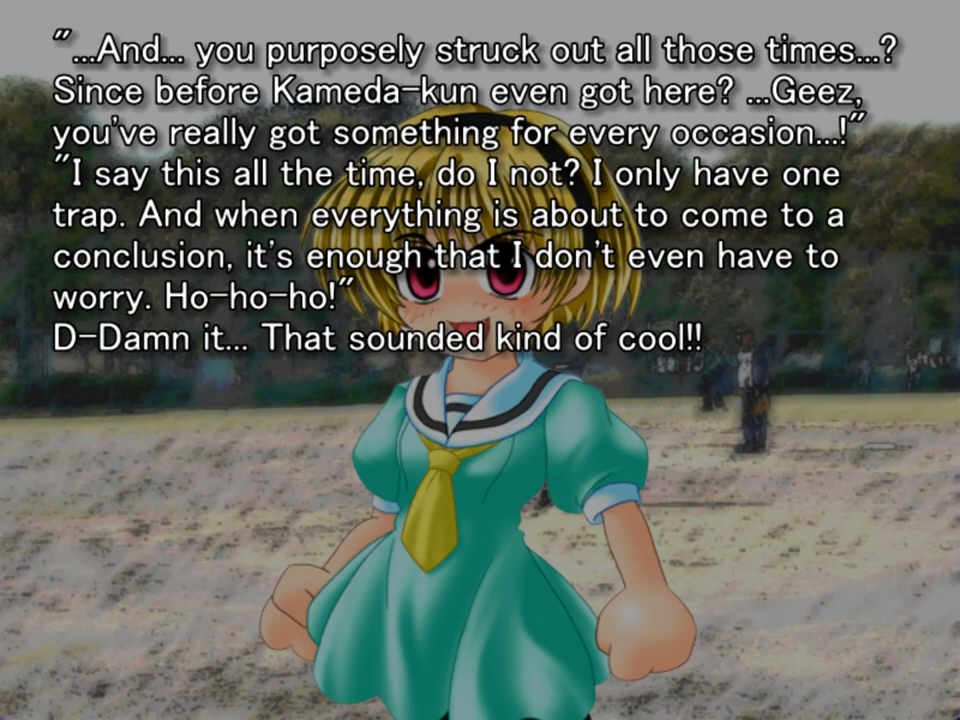 "...And... you purposely struck out all those times...?
Since before Kameda-kun even got here? ...Geez,
you've really got something for every occasion...!"
"I say this all the time, do I not? I only have one
trap. And when everything is about to come to a
conclusion, it's enough that I don't even have to
worry. Ho-ho-ho!"
D-Damn it... That sounded kind of cool!!